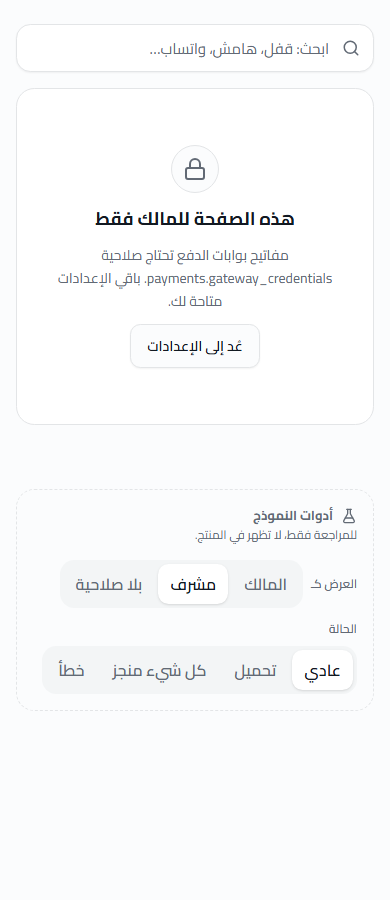 ابحث: قفل، هامش، واتساب...
هذه الصفحة للمالك فقط
مفاتيح بوابات الدفع تحتاج صلاحية
payments.gateway_credentials. باقي الإعدادات
متاحة لك.
عُد إلى الإعدادات
أدوات النموذج
للمراجعة فقط، لا تظهر في المنتج.
العرض كـ المالك مشرف بلا صلاحية
الحالة
عادي تحميل كل شيء منجز خطأ